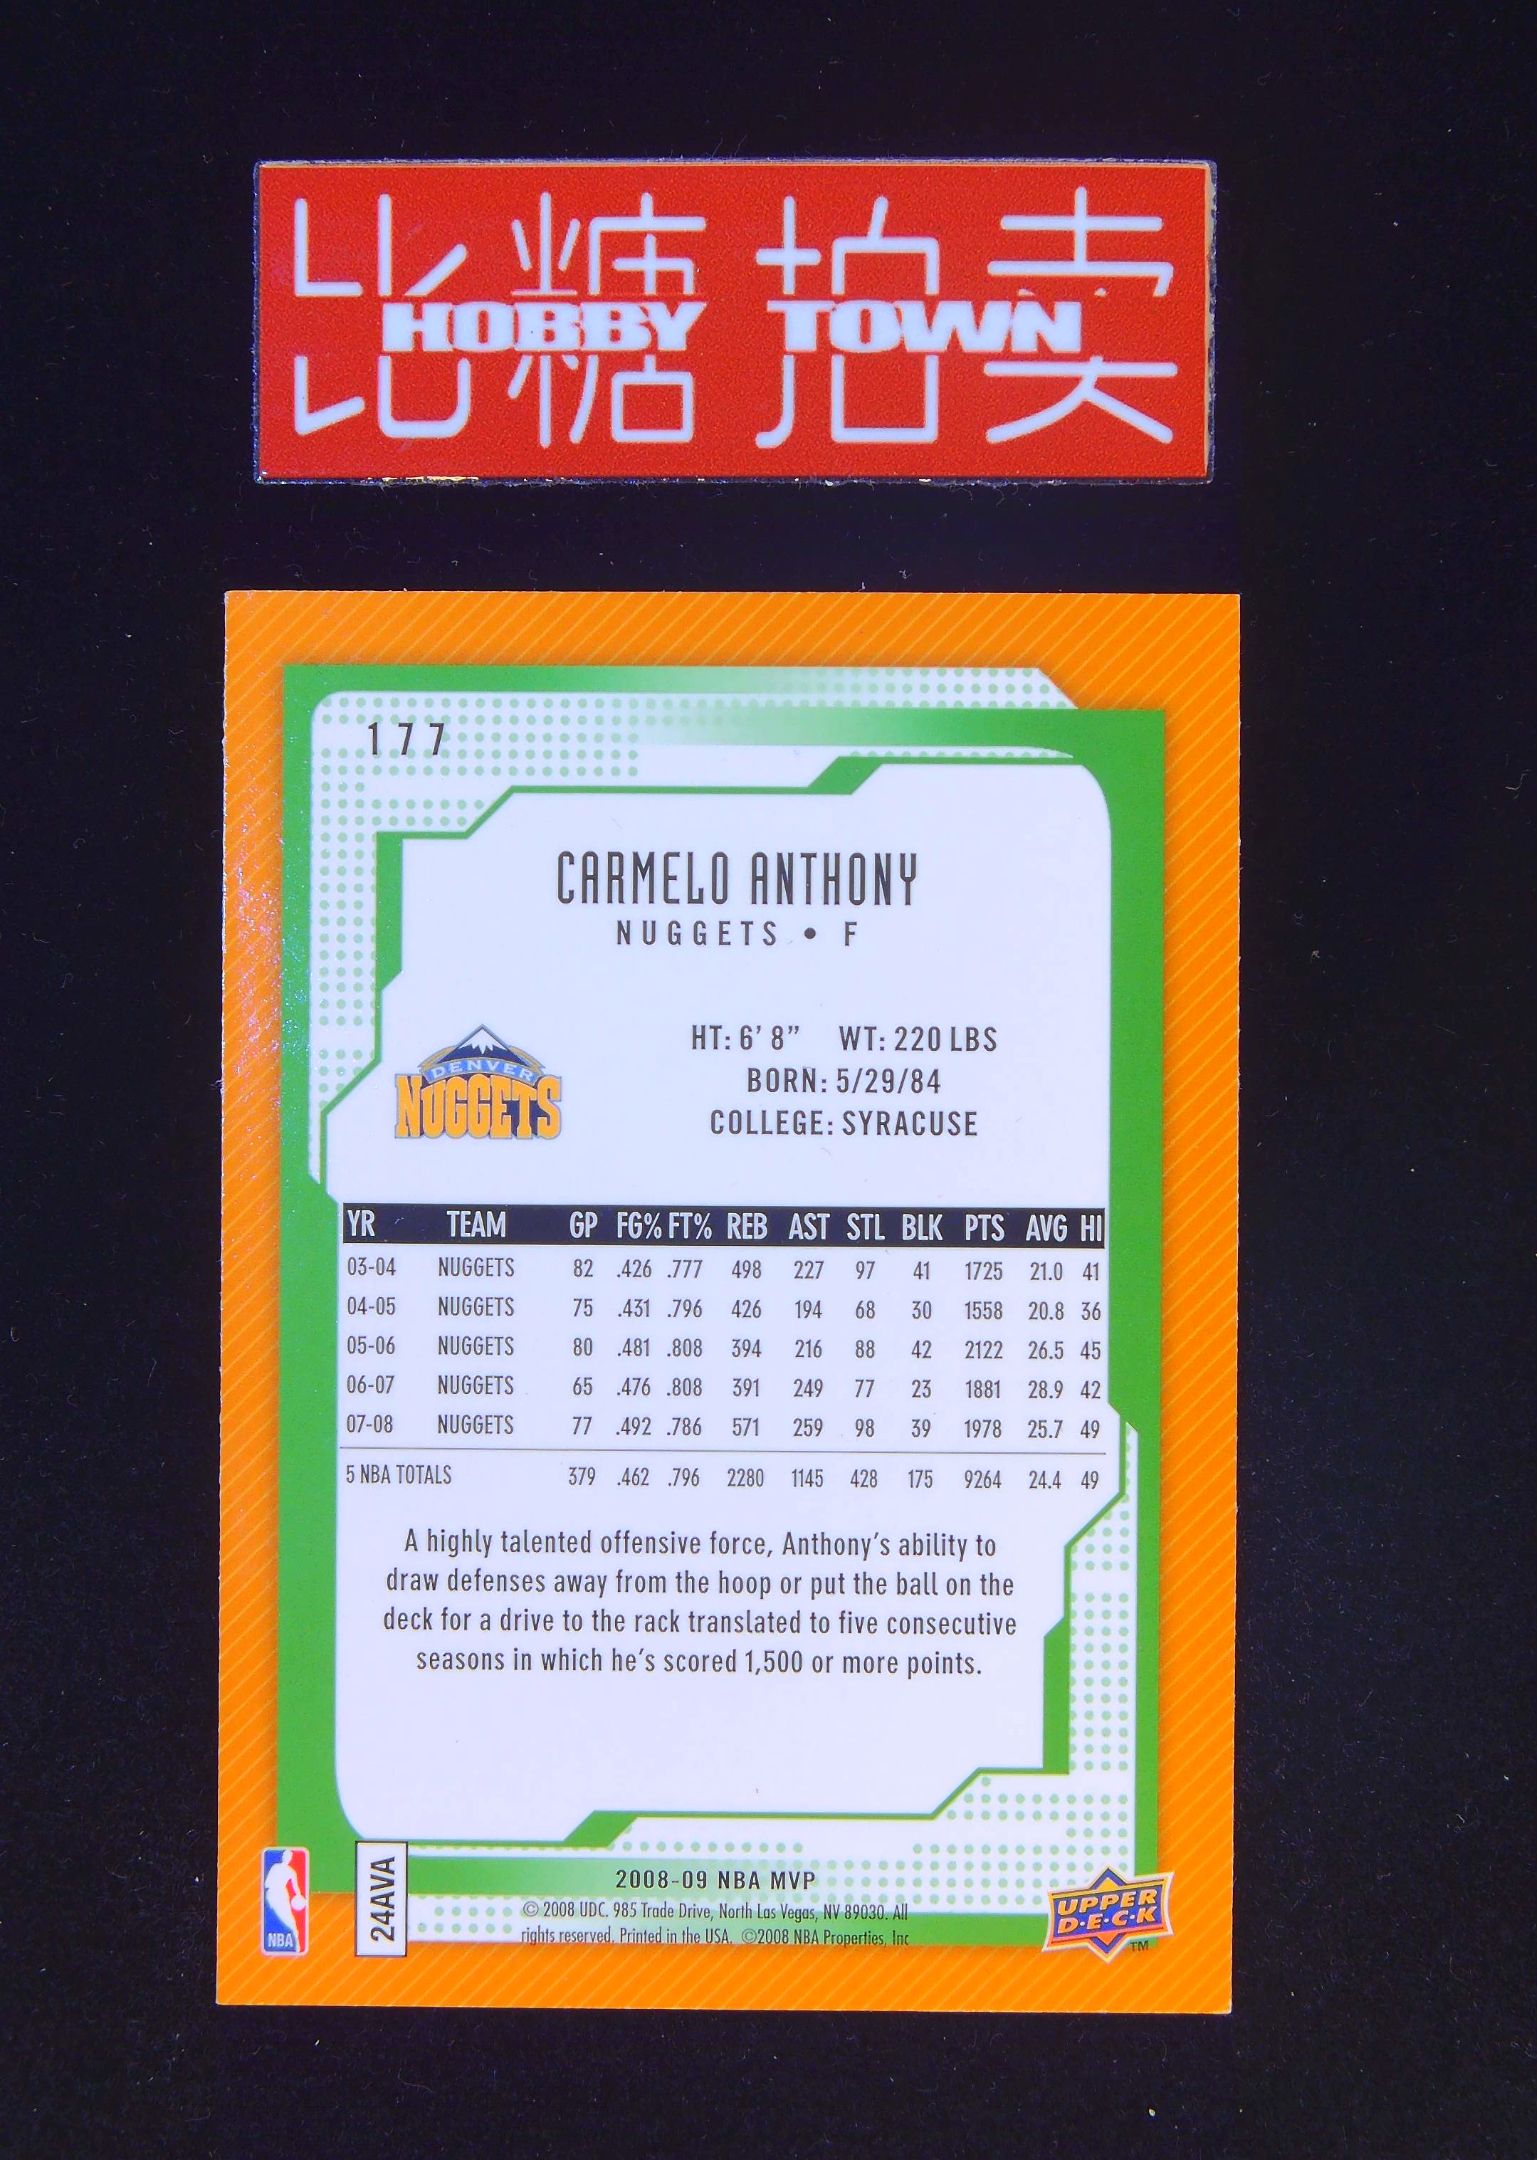 比糖拍卖
HOBBY TOWN
177
CARMELO ANTHONY
NUGGETS • F
DENVER
NUGGETS
HT: 6' 8” WT: 220 LBS
BORN: 5/29/84
COLLEGE: SYRACUSE
YR TEAM GP FG% FT% REB AST STL BLK PTS AVG HI
03-04 NUGGETS 82 .426 .777 498 227 97 41 1725 21.0 41
04-05 NUGGETS 75 .431 .796 426 194 68 30 1558 20.8 36
05-06 NUGGETS 80 .481 .808 394 216 88 42 2122 26.5 45
06-07 NUGGETS 65 .476 .808 391 249 77 23 1881 28.9 42
07-08 NUGGETS 77 .492 .786 571 259 98 39 1978 25.7 49
5 NBA TOTALS 379 .462 .796 2280 1145 428 175 9264 24.4 49
A highly talented offensive force, Anthony’s ability to
draw defenses away from the hoop or put the ball on the
deck for a drive to the rack translated to five consecutive
seasons in which he’s scored 1,500 or more points.
NBA
24AVA
2008-09 NBA MVP
© 2008 UDC. 985 Trade Drive, North Las Vegas, NV 89030. All
rights reserved. Printed in the USA. ©2008 NBA Properties, Inc
UPPER
D·E·C·K
TM